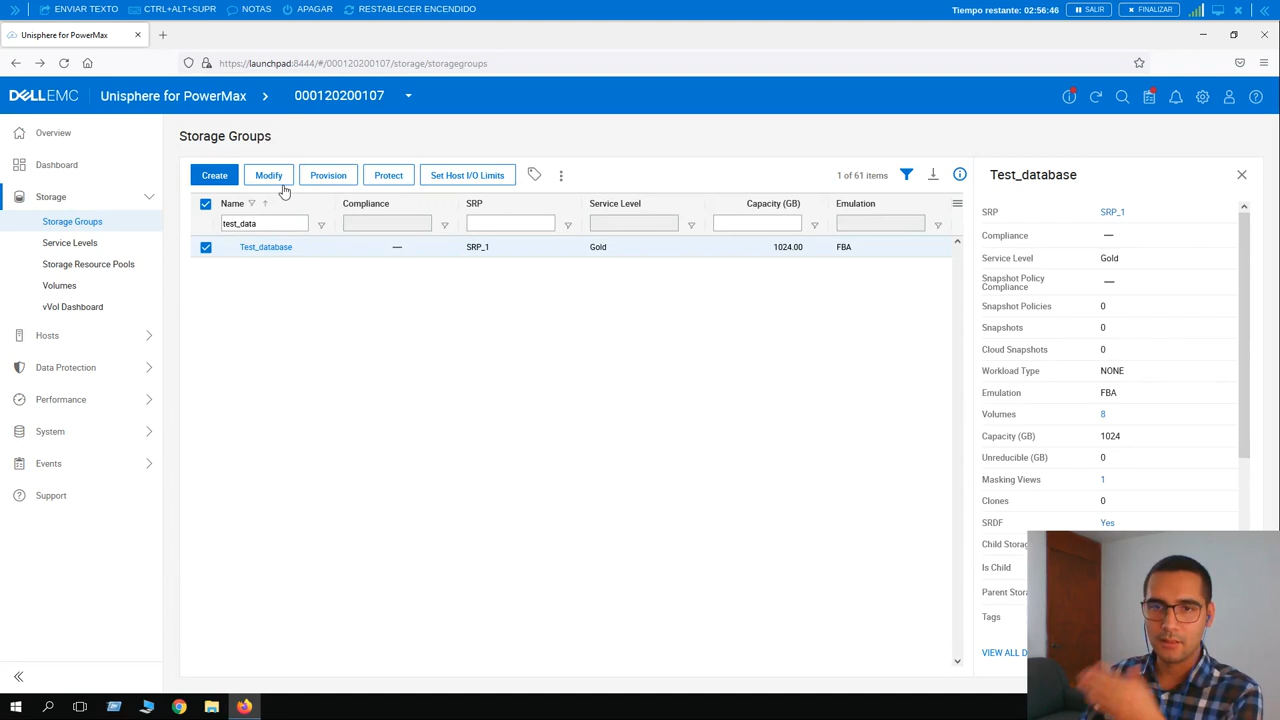 ENVIAR TEXTO CTRL+ALT+SUPR NOTAS APAGAR RESTABLECER ENCENDIDO Tiempo restante: 02:56:46 SALIR FINALIZAR
Unisphere for PowerMax
https://launchpad:8444/#/000120200107/storage/storagegroups
DELLEMC Unisphere for PowerMax 000120200107
Overview
Dashboard
Storage
Storage Groups
Service Levels
Storage Resource Pools
Volumes
vVol Dashboard
Hosts
Data Protection
Performance
System
Events
Support
Storage Groups
Create Modify Provision Protect Set Host I/O Limits 1 of 61 items
Name Compliance SRP Service Level Capacity (GB) Emulation
test_data
Test_database — SRP_1 Gold 1024.00 FBA
Test_database
SRP SRP_1
Compliance —
Service Level Gold
Snapshot Policy
Compliance —
Snapshot Policies 0
Snapshots 0
Cloud Snapshots 0
Workload Type NONE
Emulation FBA
Volumes 8
Capacity (GB) 1024
Unreducible (GB) 0
Masking Views 1
Clones 0
SRDF Yes
Child
Is Child
Parent
Tags
VIEW ALL